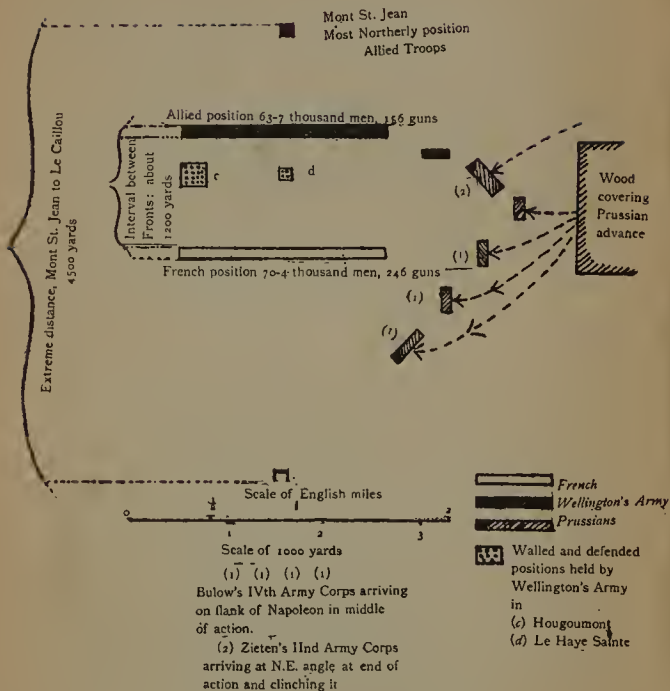 Mont St. Jean
Most Northerly position
Allied Troops
Allied position 63-7 thousand men, 156 guns
Extreme distance, Mont St. Jean to Le Caillou
4500 yards
Interval between
Fronts: about
1200 yards
c
d
(2)
Wood
covering
Prussian
advance
(1)
French position 70-4 thousand men, 246 guns
(1)
(1)
Scale of English miles
0 1 2
1 2 3
Scale of 1000 yards
(1) (1) (1) (1)
Bulow's IVth Army Corps arriving
on flank of Napoleon in middle
of action.
(2) Zieten's IInd Army Corps
arriving at N.E. angle at end of
action and clinching it
French
Wellington's Army
Prussians
Walled and defended
positions held by
Wellington's Army
in
(c) Hougoumont
(d) Le Haye Sainte